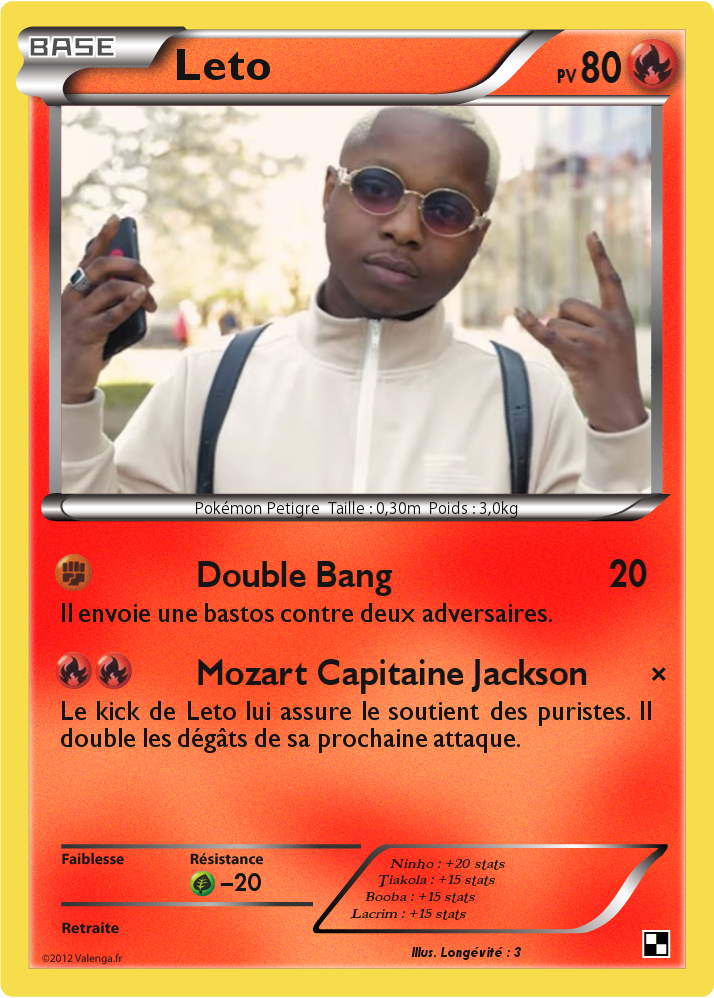 BASE
Leto
PV 80
Pokémon Petigre Taille : 0,30m Poids : 3,0kg
Double Bang 20
Il envoie une bastos contre deux adversaires.
Mozart Capitaine Jackson ×
Le kick de Leto lui assure le soutient des puristes. Il
double les dégâts de sa prochaine attaque.
Faiblesse
Résistance
–20
Retraite
Ninho : +20 stats
Tiakola : +15 stats
Booba : +15 stats
Lacrim : +15 stats
Illus. Longévité : 3
©2012 Valenga.fr